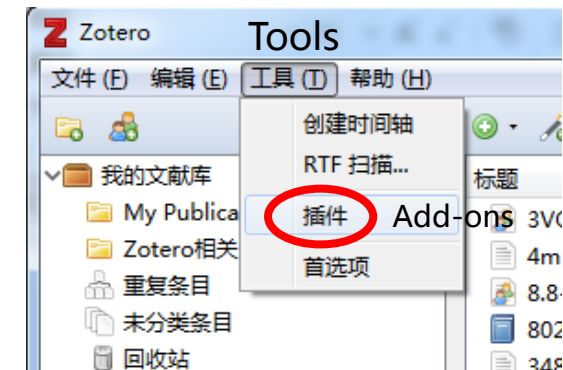 Zotero
Tools
文件 (F) 编辑 (E) 工具 (T) 帮助 (H)
创建时间轴
RTF 扫描...
插件
Add-ons
首选项
我的文献库
My Publica
Zotero相关
重复条目
未分类条目
回收站
标题
3VC
4m
8.8-
802
348